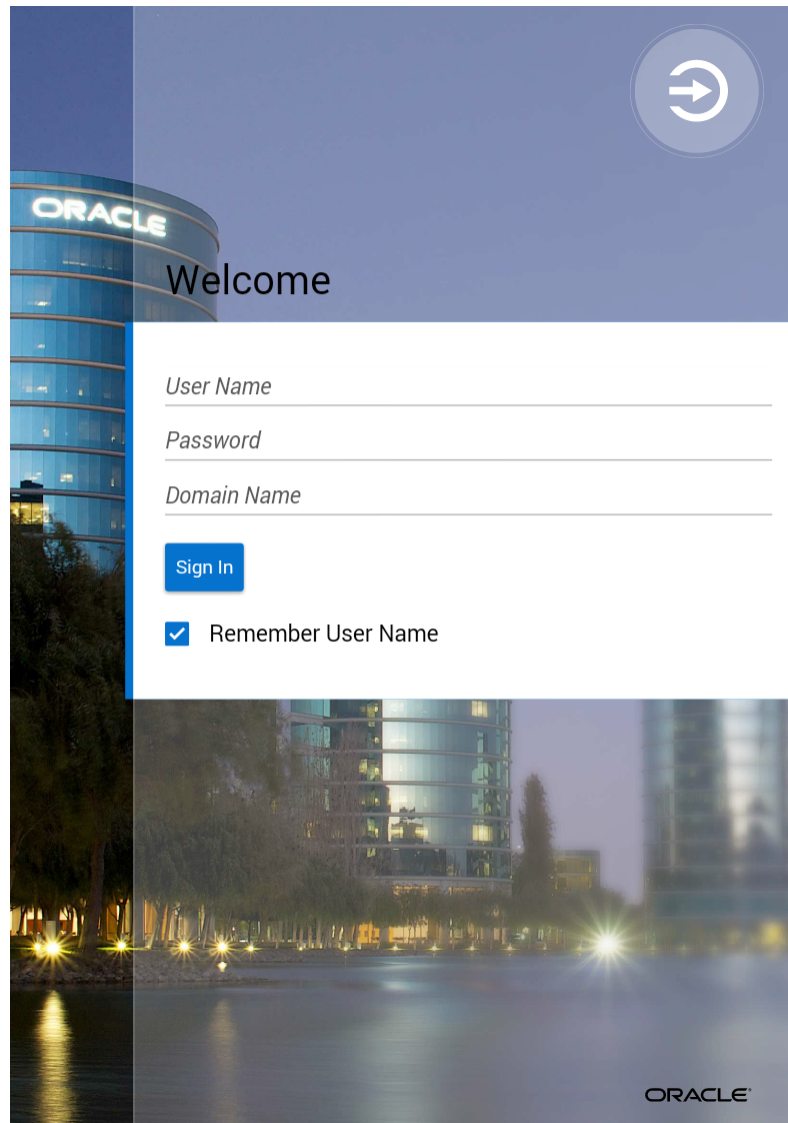 ORACLE
Welcome
User Name
Password
Domain Name
Sign In
Remember User Name
ORACLE®